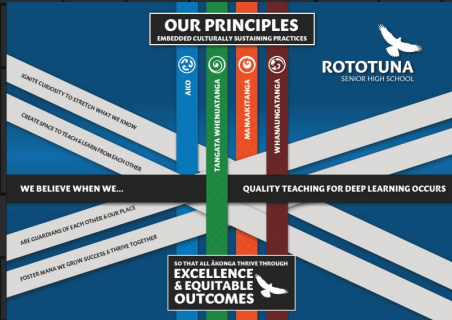 OUR PRINCIPLES
EMBEDDED CULTURALLY SUSTAINING PRACTICES
ROTOTUNA
SENIOR HIGH SCHOOL
AKO
TANGATA WHENUATANGA
MANAAKITANGA
WHANAUNGATANGA
IGNITE CURIOSITY TO STRETCH WHAT WE KNOW
CREATE SPACE TO TEACH & LEARN FROM EACH OTHER
WE BELIEVE WHEN WE...
QUALITY TEACHING FOR DEEP LEARNING OCCURS
ARE GUARDIANS OF EACH OTHER & OUR PLACE
FOSTER MANA WE GROW SUCCESS & THRIVE TOGETHER
SO THAT ALL ĀKONGA THRIVE THROUGH
EXCELLENCE
& EQUITABLE
OUTCOMES